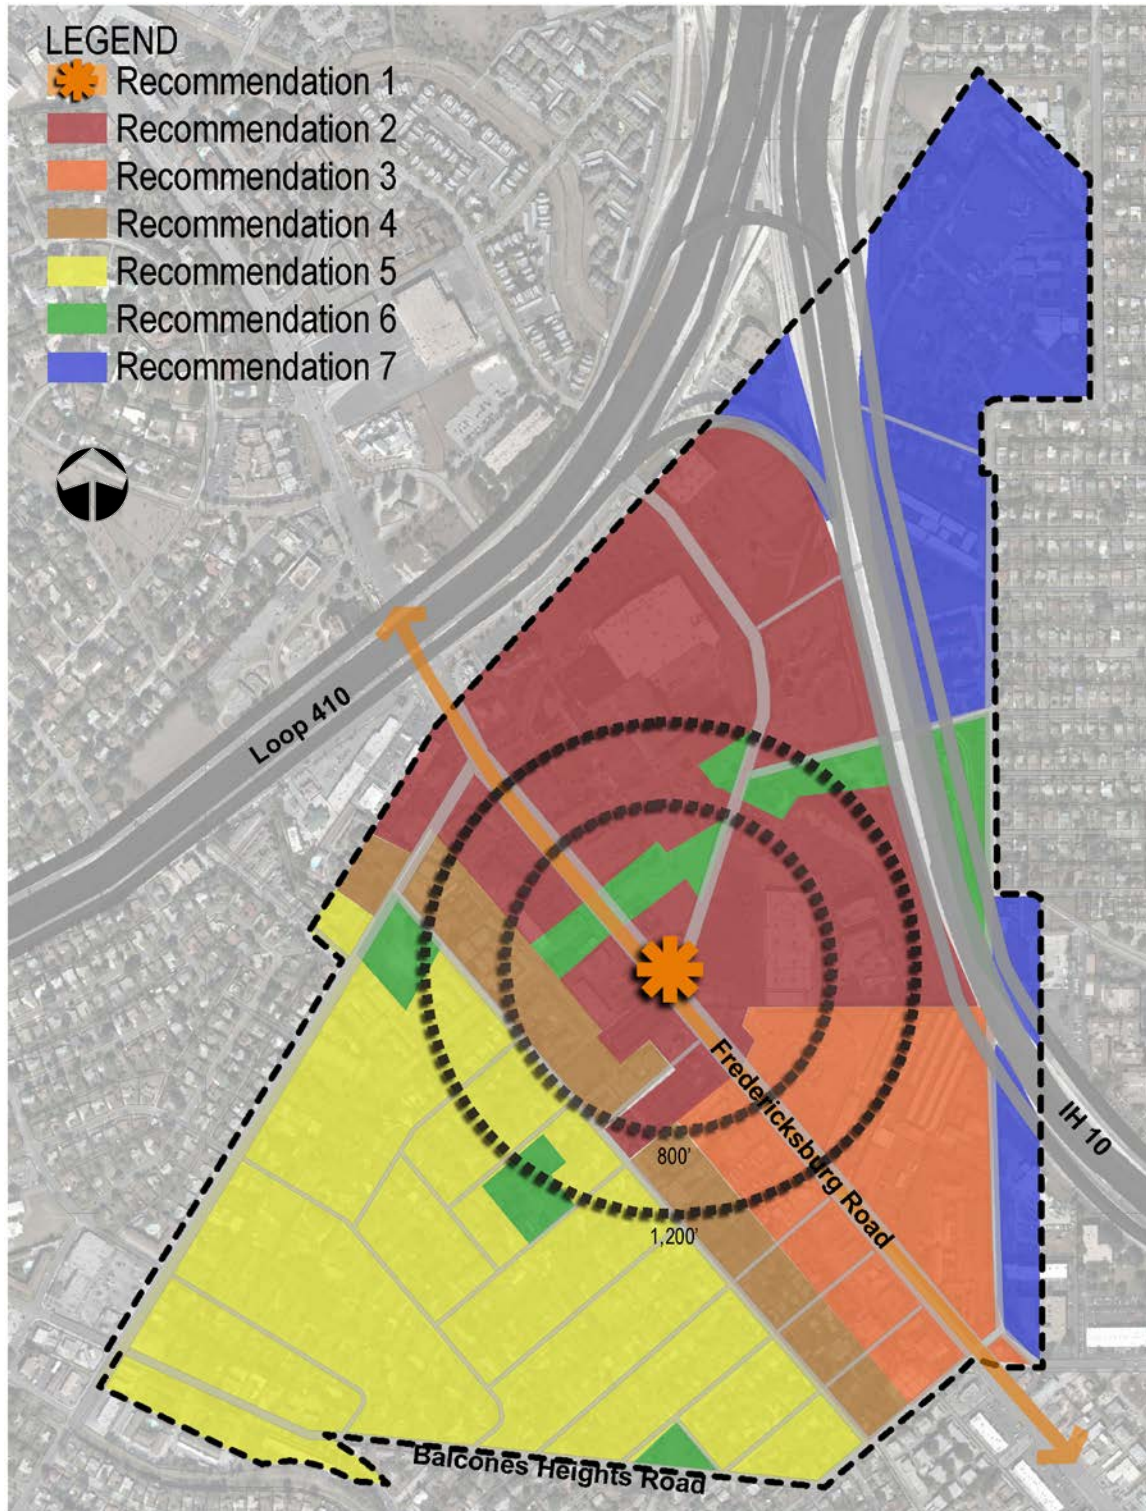 LEGEND
Recommendation 1
Recommendation 2
Recommendation 3
Recommendation 4
Recommendation 5
Recommendation 6
Recommendation 7
Loop 410
Fredericksburg Road
IH 10
800'
1,200'
Balcones Heights Road